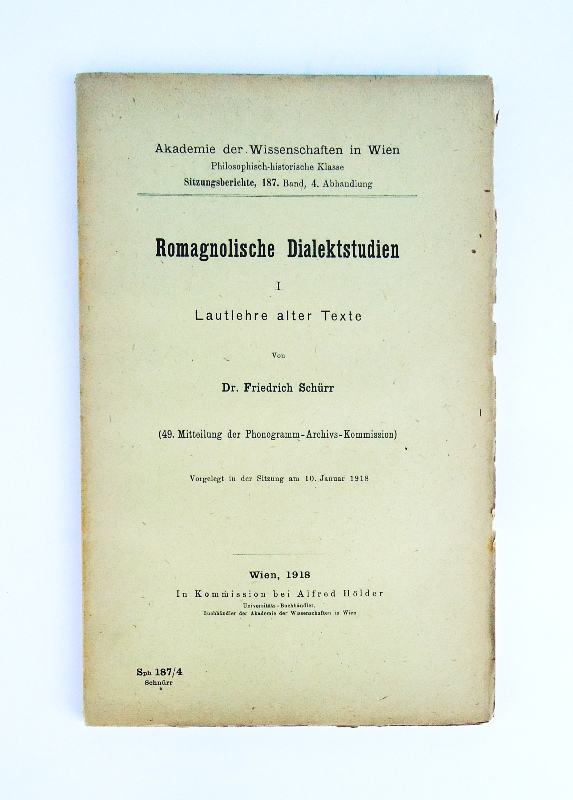 Akademie der Wissenschaften in Wien
Philosophisch-historische Klasse
Sitzungsberichte, 187. Band, 4. Abhandlung
Romagnolische Dialektstudien
I.
Lautlehre alter Texte
Von
Dr. Friedrich Schürr
(49. Mitteilung der Phonogramm-Archivs-Kommission)
Vorgelegt in der Sitzung am 10. Januar 1918
Wien, 1918
In Kommission bei Alfred Hölder
Universitäts-Buchhändler,
Buchhändler der Akademie der Wissenschaften in Wien
Sph 187/4
Schnürr